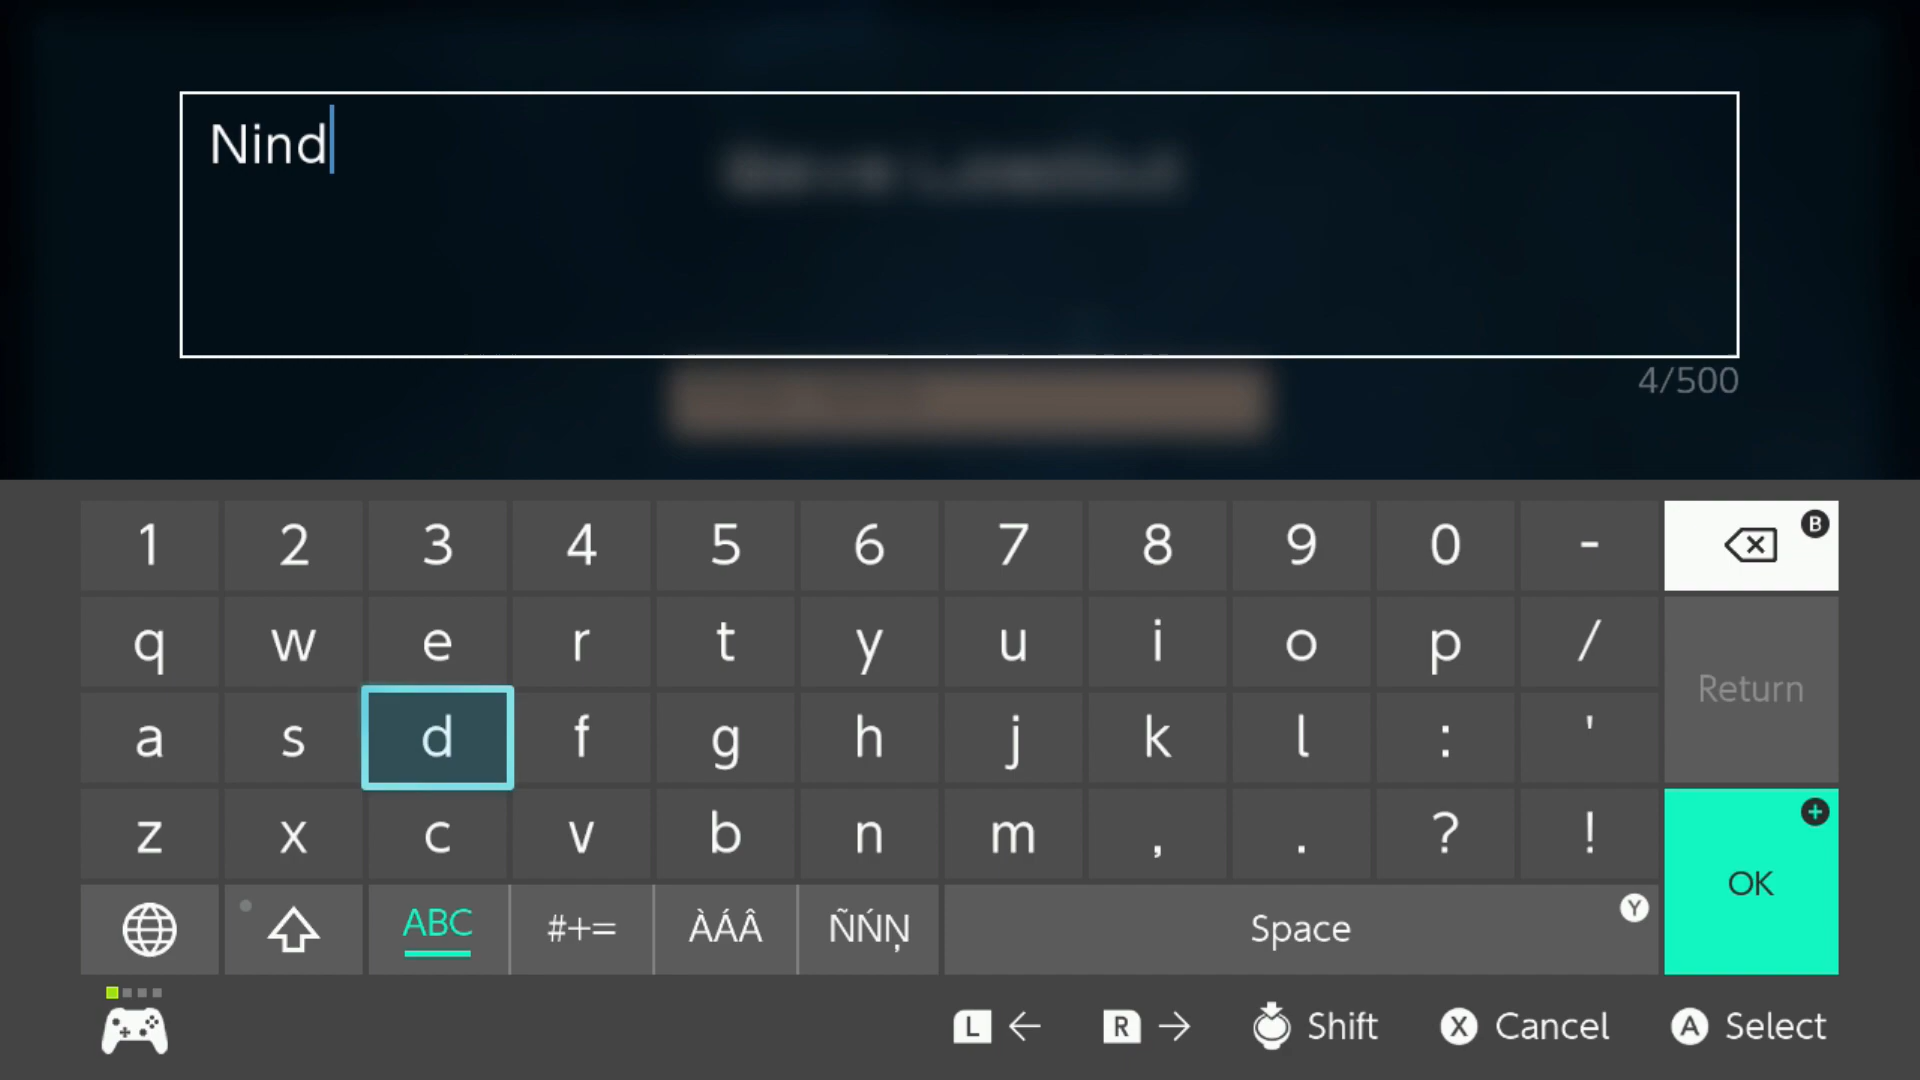 Nind
4/500
1 2 3 4 5 6 7 8 9 0 - B
q w e r t y u i o p /
Return
a s d f g h j k l : '
z x c v b n m , . ? ! +
OK
ABC #+= ÀÁÂ ÑŃŅ Space Y
L ← R → Shift X Cancel A Select